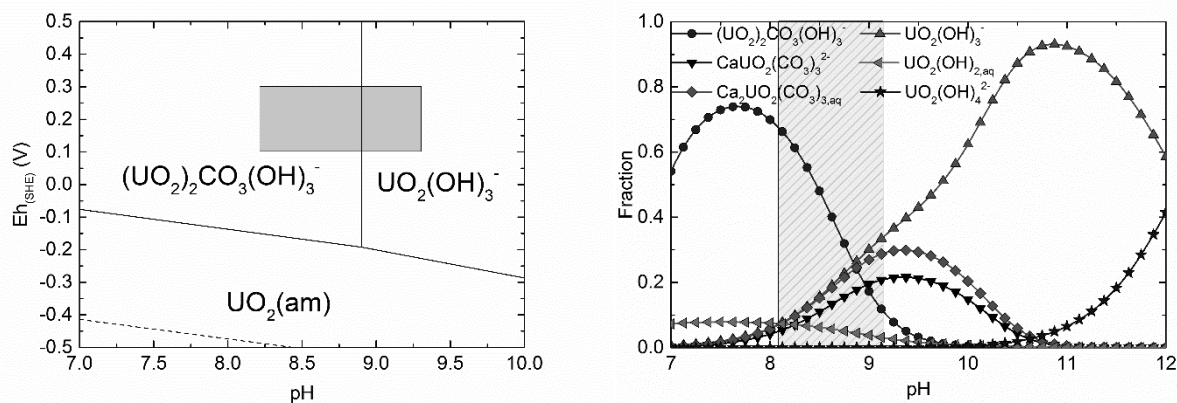 0.5
0.4
0.3
0.2
0.1
0.0
-0.1
-0.2
-0.3
-0.4
-0.5
Eh(SHE) (V)
(UO2)2CO3(OH)3-
UO2(OH)3-
UO2(am)
7.0 7.5 8.0 8.5 9.0 9.5 10.0
pH
1.0
0.8
0.6
0.4
0.2
0.0
Fraction
(UO2)2CO3(OH)3- UO2(OH)3-
CaUO2(CO3)32- UO2(OH)2,aq
Ca2UO2(CO3)3,aq UO2(OH)42-
7 8 9 10 11 12
pH